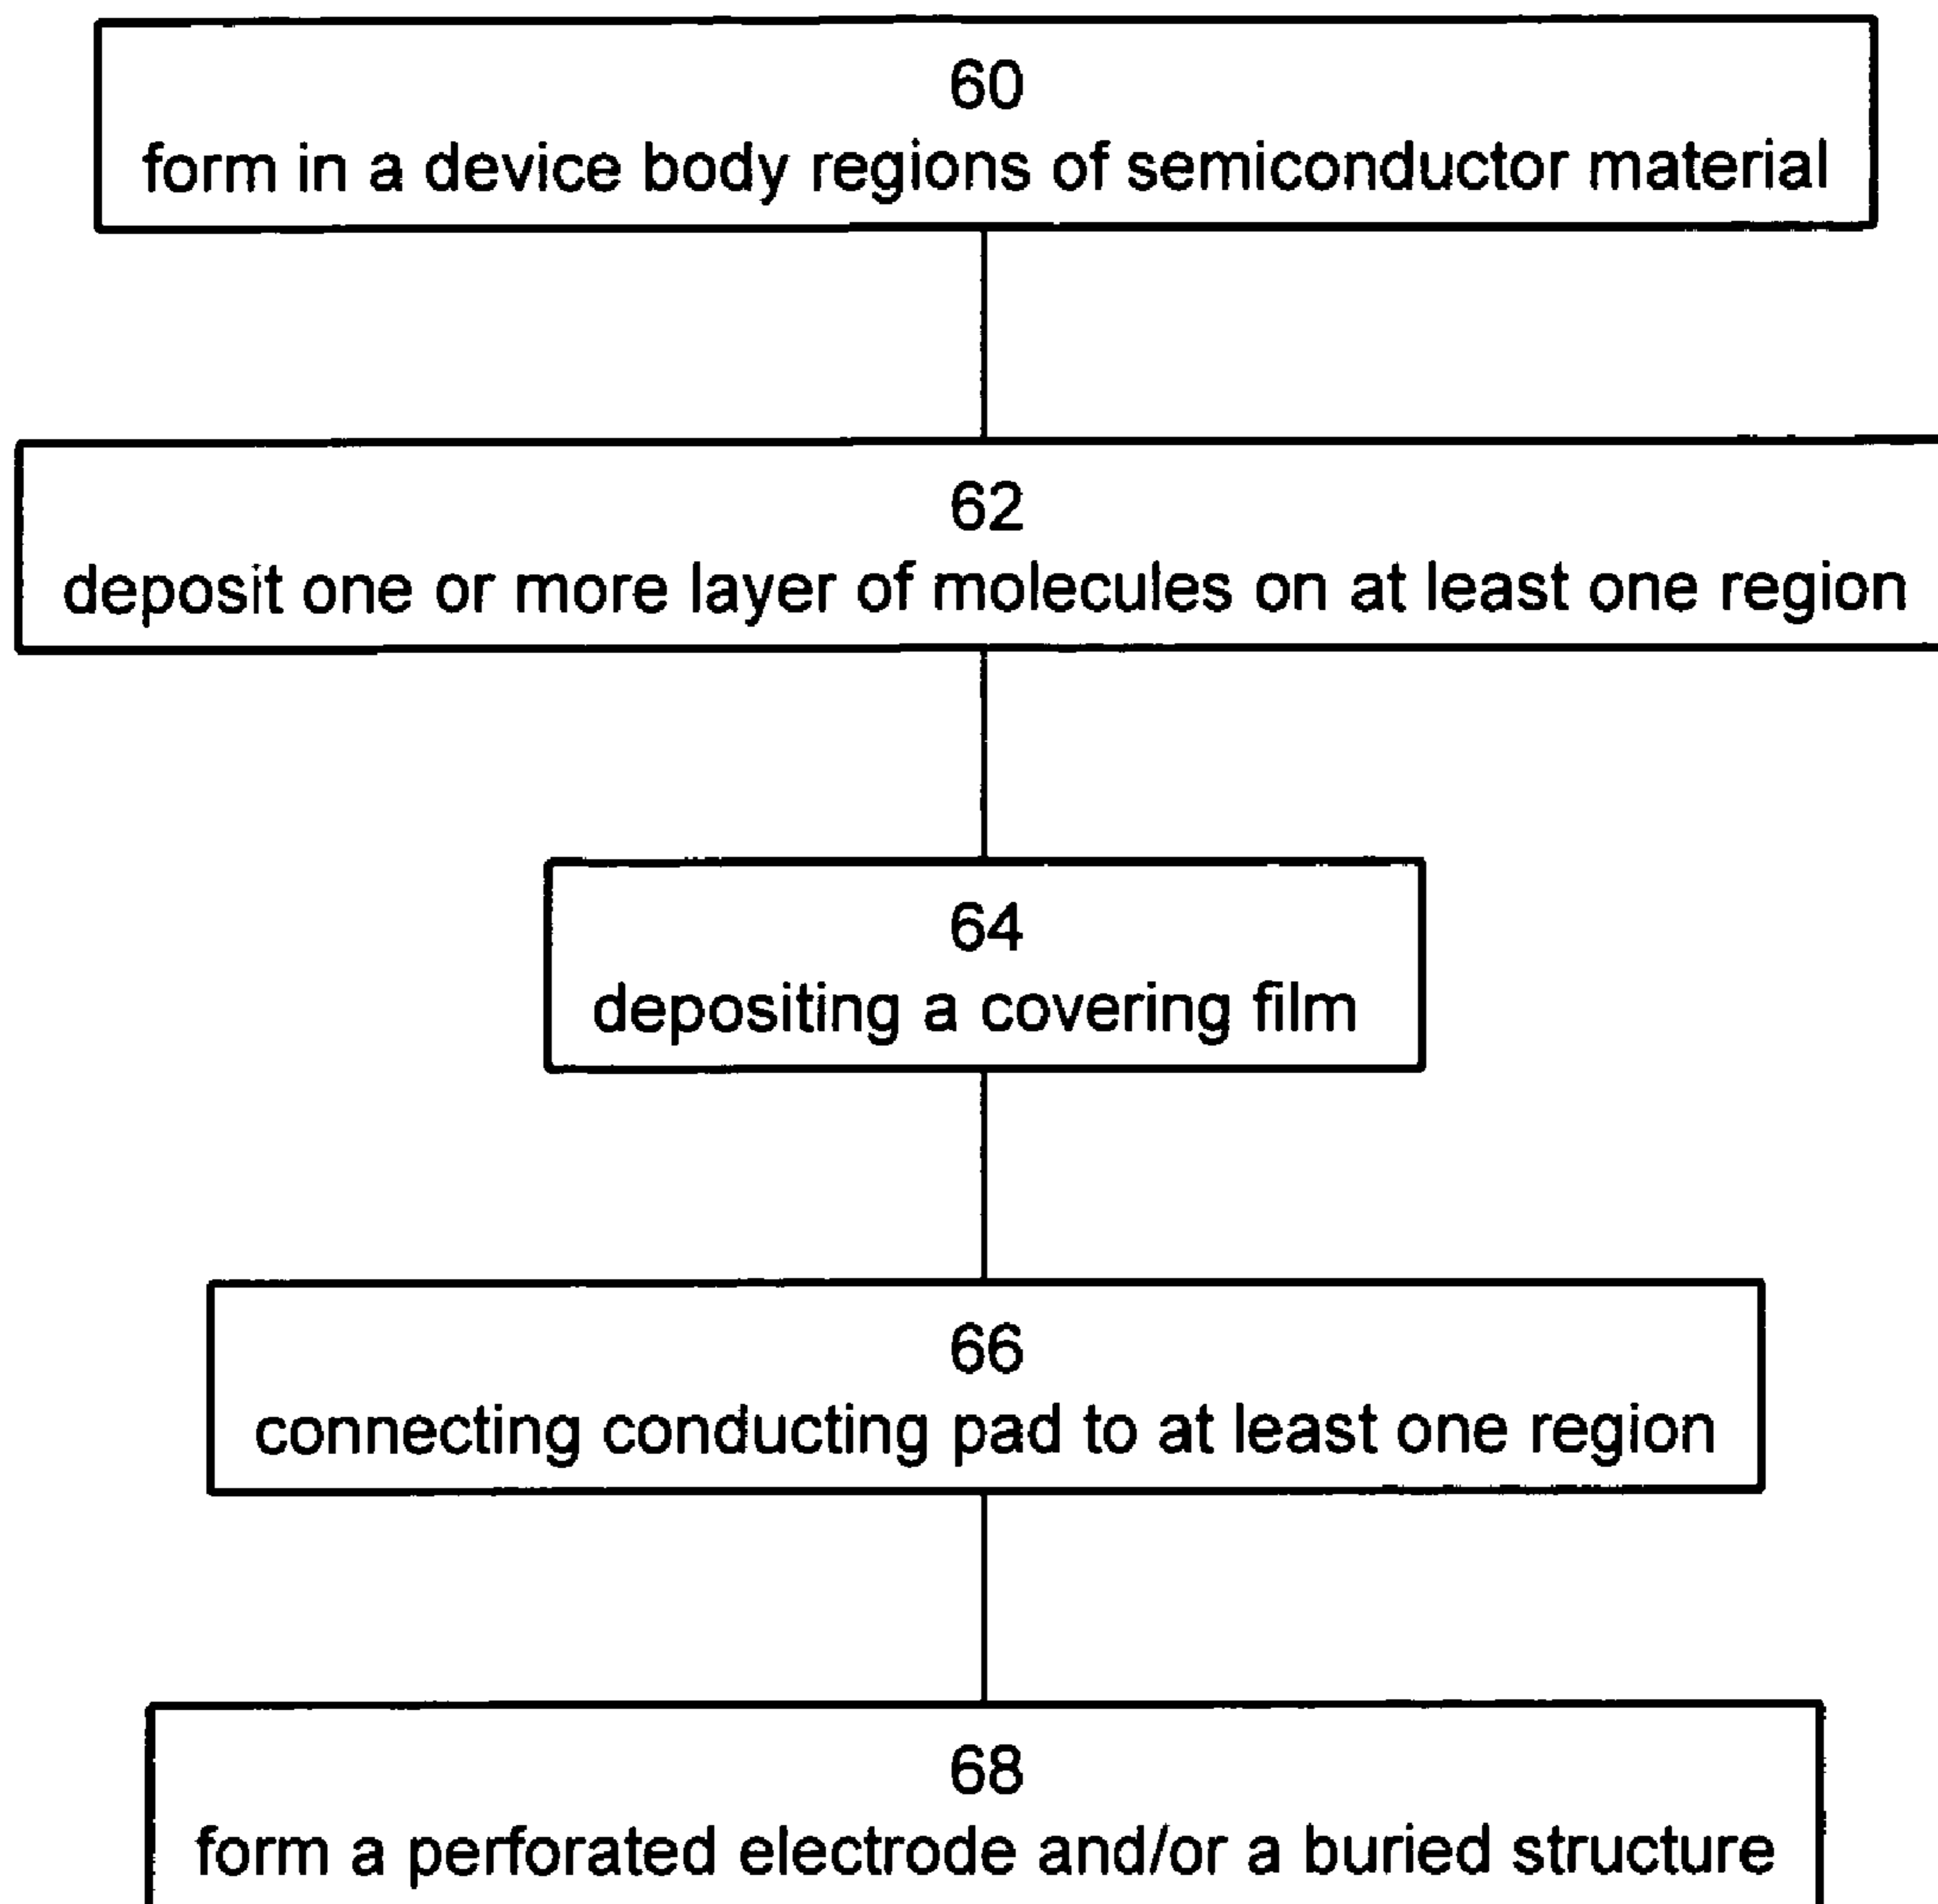 60
form in a device body regions of semiconductor material
62
deposit one or more layer of molecules on at least one region
64
depositing a covering film
66
connecting conducting pad to at least one region
68
form a perforated electrode and/or a buried structure